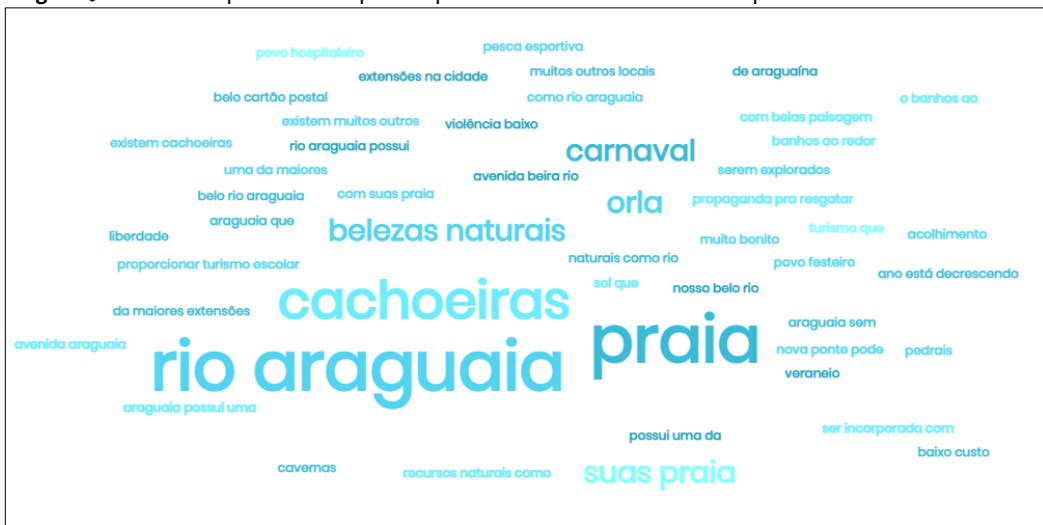 povo hospitaleiro
pesca esportiva
extensões na cidade
muitos outros locais
de araguaína
belo cartão postal
como rio araguaia
o banhos ao
existem muitos outros
violência baixo
com belas paisagem
existem cachoeiras
rio araguaia possui
carnaval
banhos ao redor
uma da maiores
avenida beira rio
serem explorados
belo rio araguaia
com suas praia
orla
propaganda pra resgatar
araguaia que
belezas naturais
turismo que
liberdade
muito bonito
acolhimento
proporcionar turismo escolar
naturais como rio
povo festeiro
ano está decrescendo
cachoeiras
sol que
nosso belo rio
da maiores extensões
praia
araguaia sem
avenida araguaia
rio araguaia
nova ponte pode
pedrais
veraneio
araguaia possui uma
possui uma da
ser incorporada com
baixo custo
cavernas
recursos naturais como
suas praia